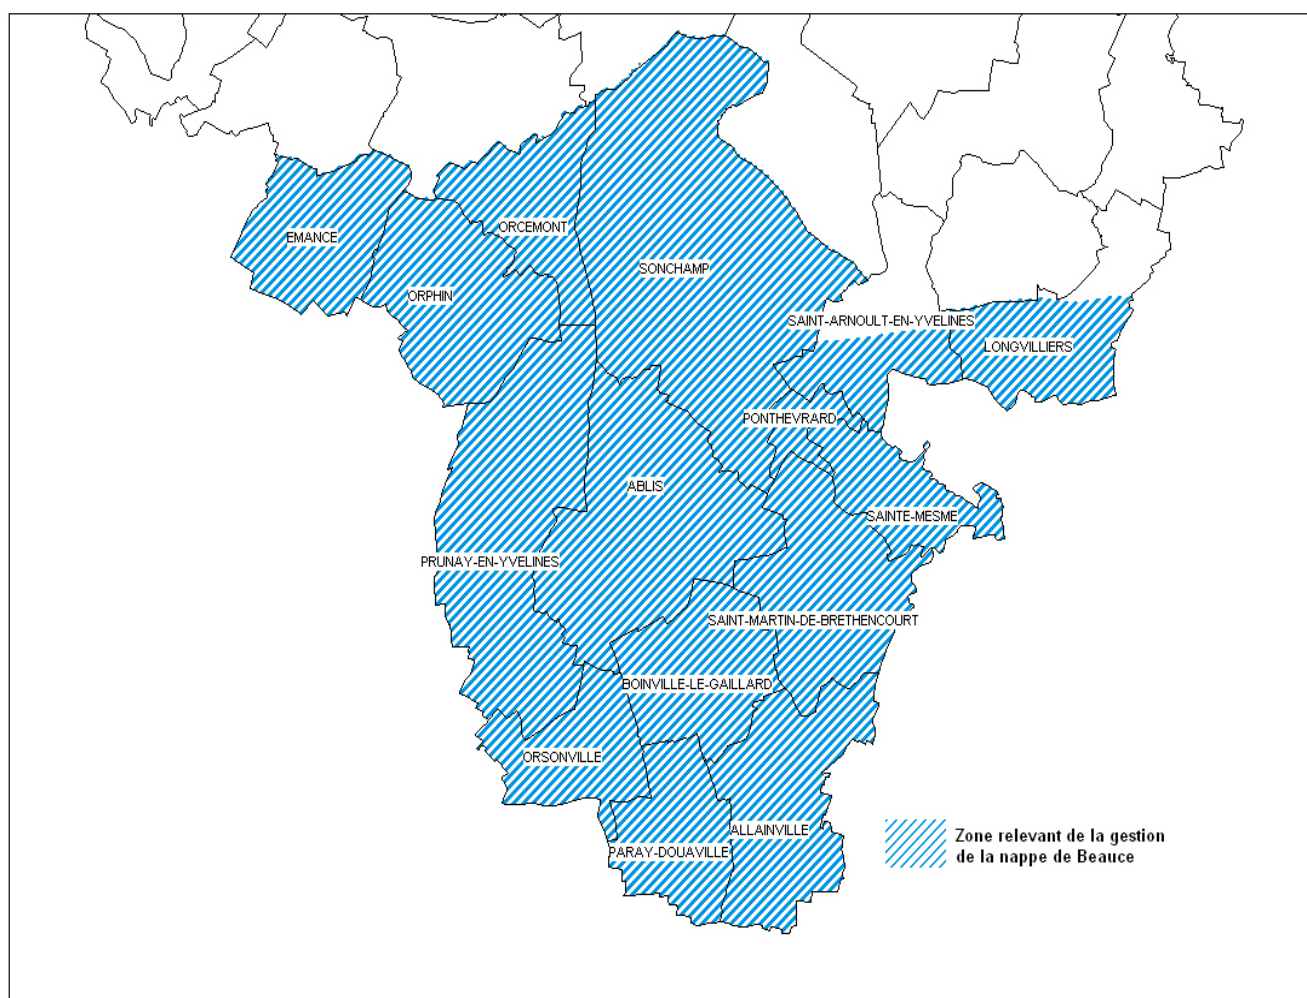 ORCEMONT
EMANCE
SONCHAMP
ORPHIN
SAINT-ARNOULT-EN-YVELINES
LONGVILLIERS
PONTHEVRARD
ABLIS
SAINTE-MESME
PRUNAY-EN-YVELINES
SAINT-MARTIN-DE-BRETHENCOURT
BOINVILLE-LE-GAILLARD
ORSONVILLE
ALLAINVILLE
PARAY-DOUAVILLE
Zone relevant de la gestion
de la nappe de Beauce